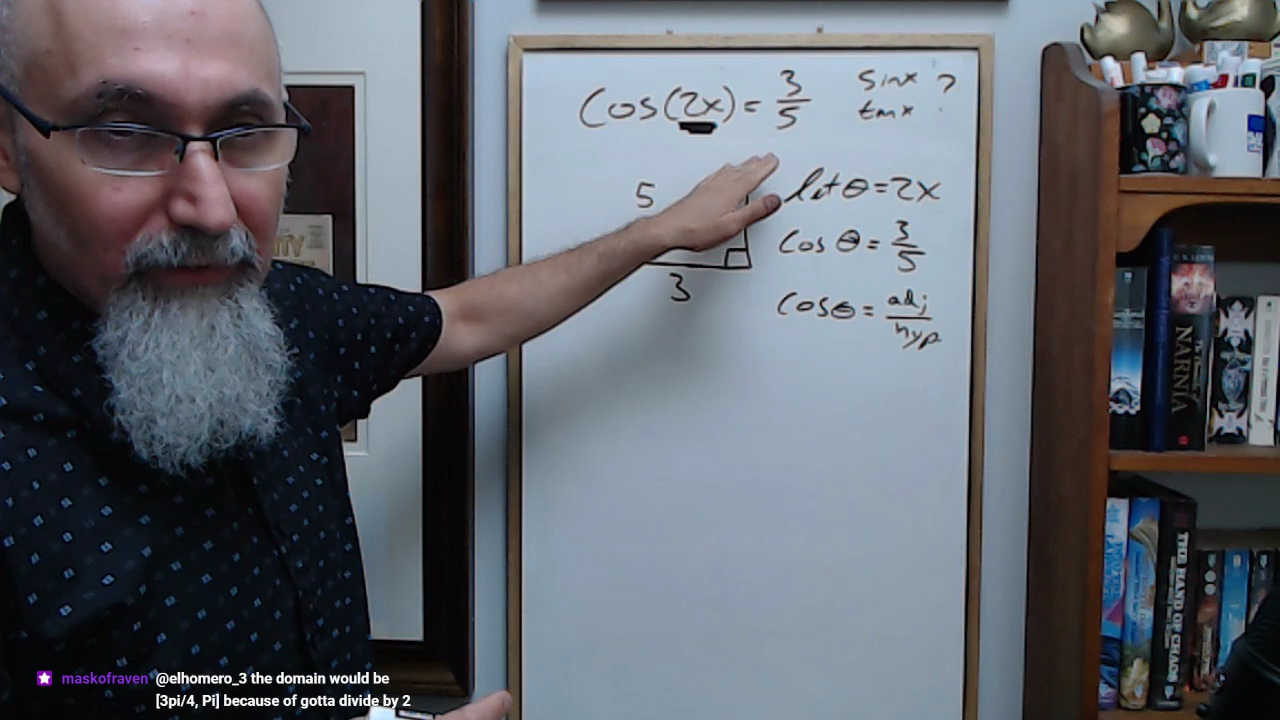 Cos(2x) = 3/5
sinx ?
tanx
5
let θ = 2x
Cos θ = 3/5
3
Cosθ = adj/hyp
NARNIA
THE HAND OF CHAOS
maskofraven @elhomero_3 the domain would be
[3pi/4, Pi] because of gotta divide by 2